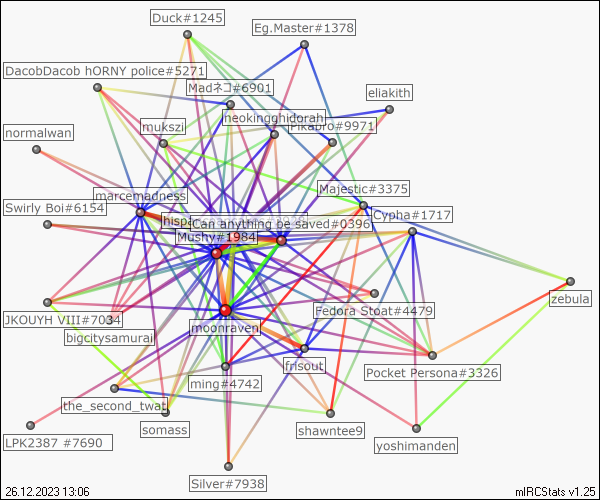 Duck#1245
Eg.Master#1378
DacobDacob hORNY police#5271
Madネコ#6901
eliakith
neokingghidorah
Pikabro#9971
mukszi
normalwan
Majestic#3375
marcemadness
Swirly Boi#6154
Cypha#1717
Can anything be saved#0396
Mushy#1984
zebula
Fedora Stoat#4479
JKOUYH VIII#7034
moonraven
bigcitysamurai
frisout
Pocket Persona#3326
ming#4742
the_second_twat
somass
shawntee9
LPK2387 #7690
yoshimanden
Silver#7938
26.12.2023 13:06
mIRCStats v1.25